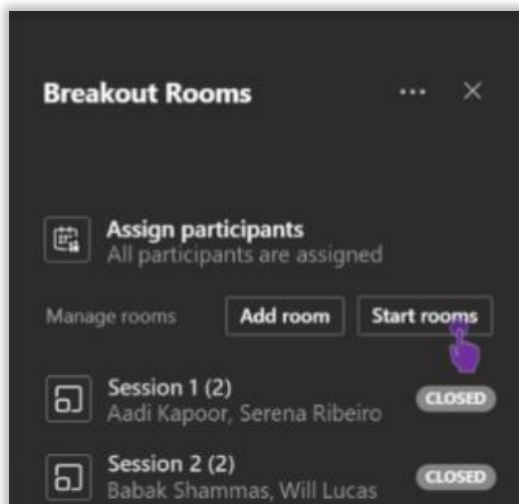 Breakout Rooms
Assign participants
All participants are assigned
Manage rooms Add room Start rooms
Session 1 (2)
Aadi Kapoor, Serena Ribeiro CLOSED
Session 2 (2)
Babak Shammas, Will Lucas CLOSED